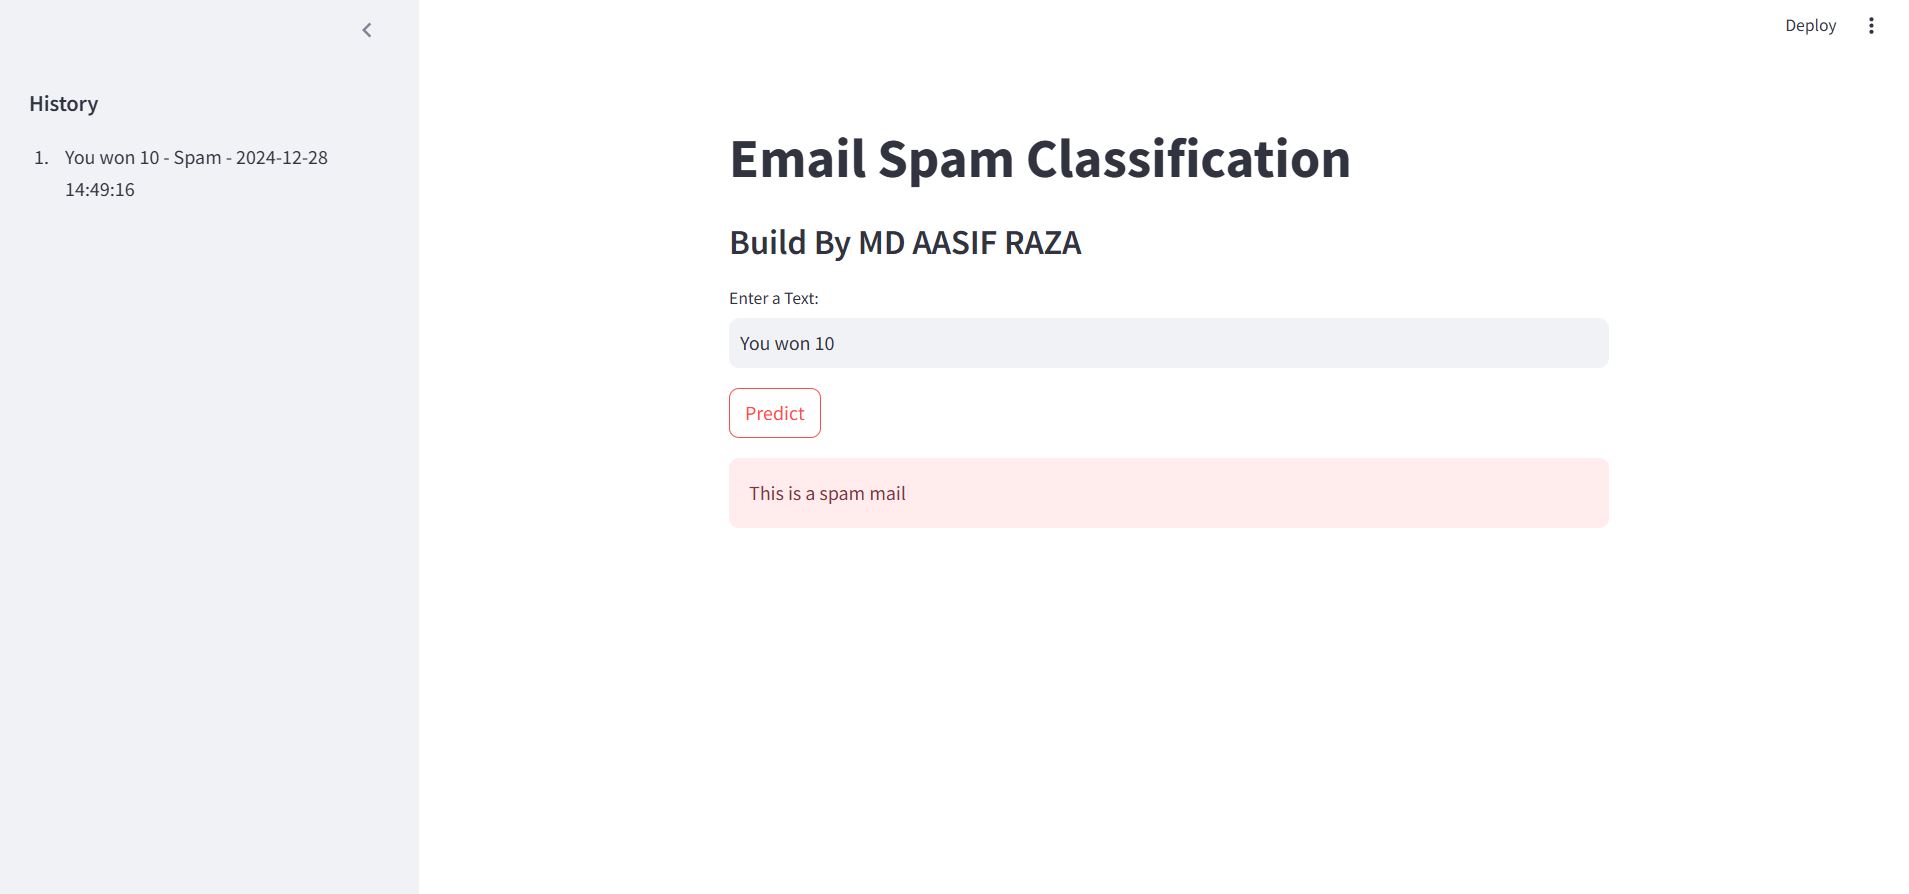 Deploy
History
1. You won 10 - Spam - 2024-12-28
14:49:16
Email Spam Classification
Build By MD AASIF RAZA
Enter a Text:
You won 10
Predict
This is a spam mail